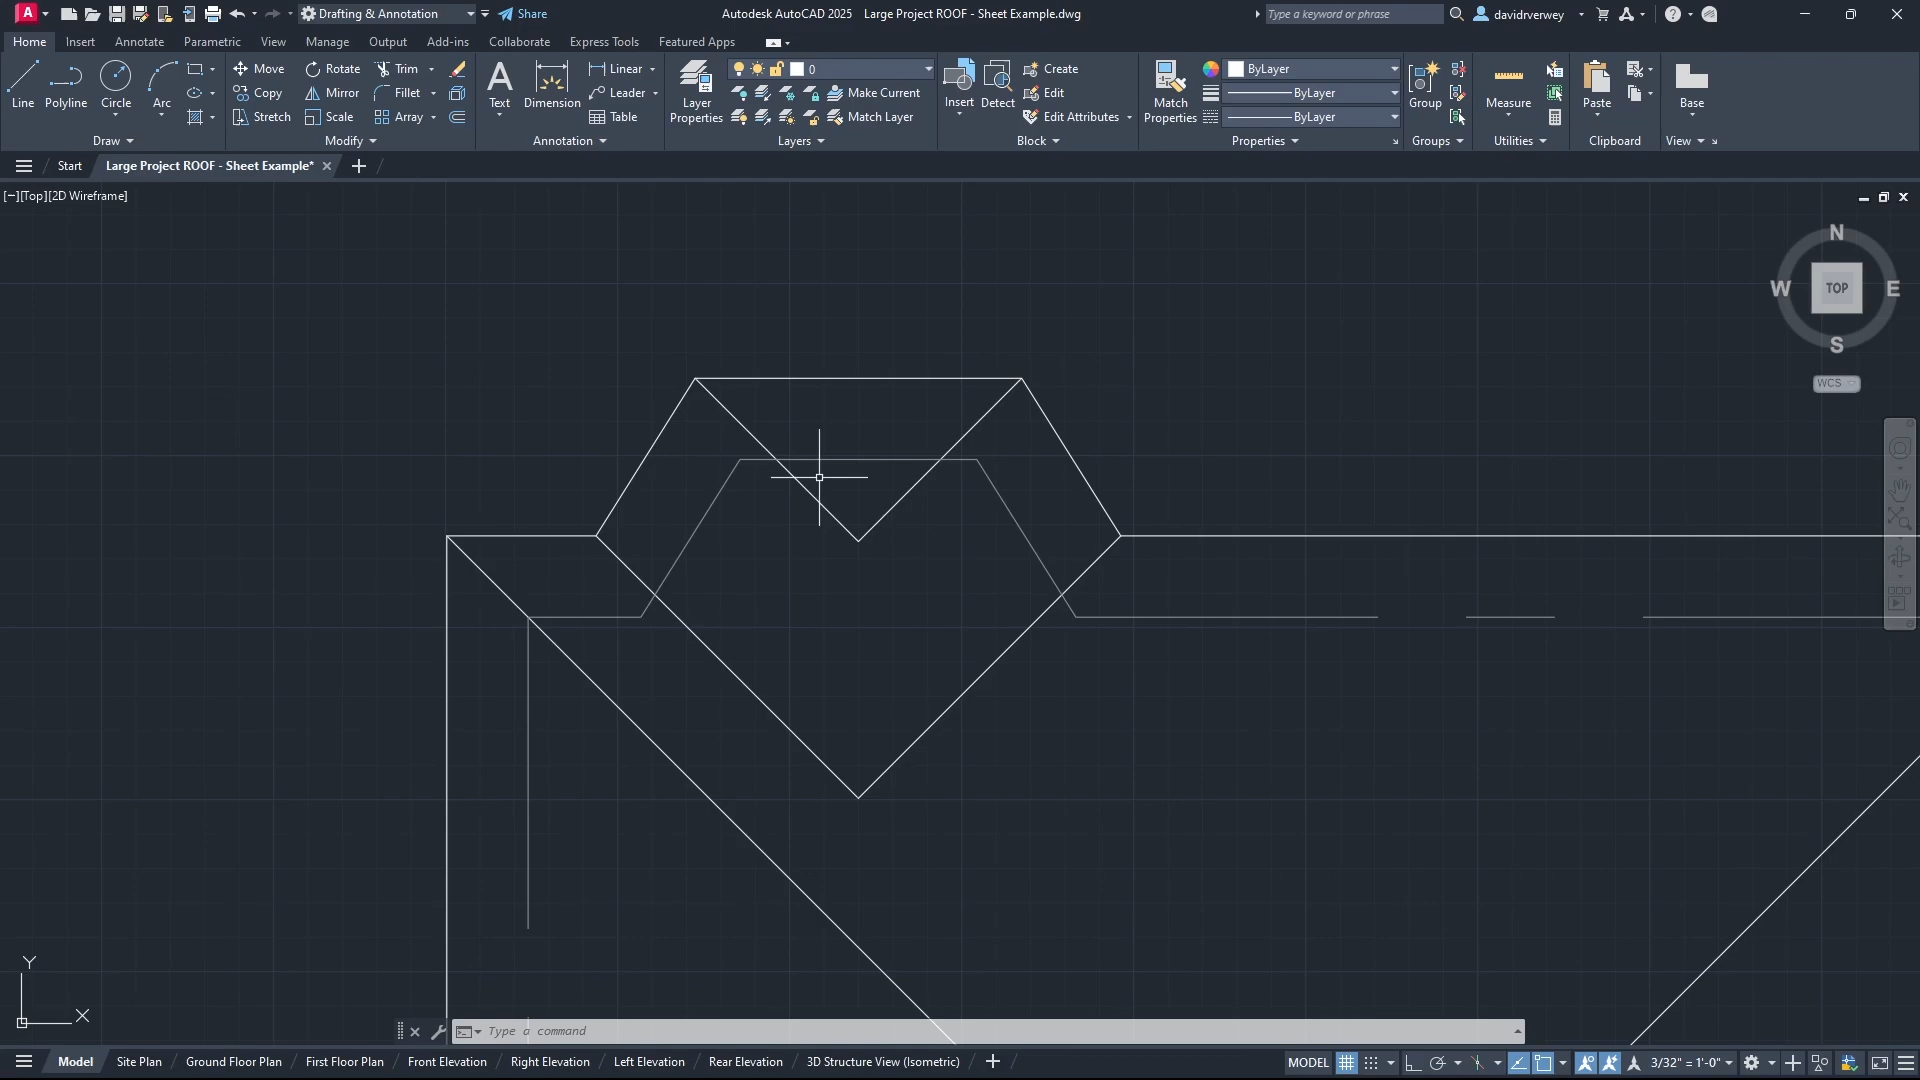 A Drafting & Annotation Share Autodesk AutoCAD 2025 Large Project ROOF - Sheet Example.dwg Type a keyword or phrase davidrverwey
Home Insert Annotate Parametric View Manage Output Add-ins Collaborate Express Tools Featured Apps
Line Polyline Circle Arc
Move Rotate Trim
Copy Mirror Fillet
Stretch Scale Array
Text Dimension
Linear
Leader
Table
Layer Properties
0
Make Current
Match Layer
Insert Detect
Create
Edit
Edit Attributes
Match Properties
ByLayer
ByLayer
ByLayer
Group
Measure
Paste
Base
Draw Modify Annotation Layers Block Properties Groups Utilities Clipboard View
Start Large Project ROOF - Sheet Example*
[−][Top][2D Wireframe]
N
W TOP E
S
WCS
Y
X
Type a command
Model Site Plan Ground Floor Plan First Floor Plan Front Elevation Right Elevation Left Elevation Rear Elevation 3D Structure View (Isometric) MODEL 3/32" = 1'-0"